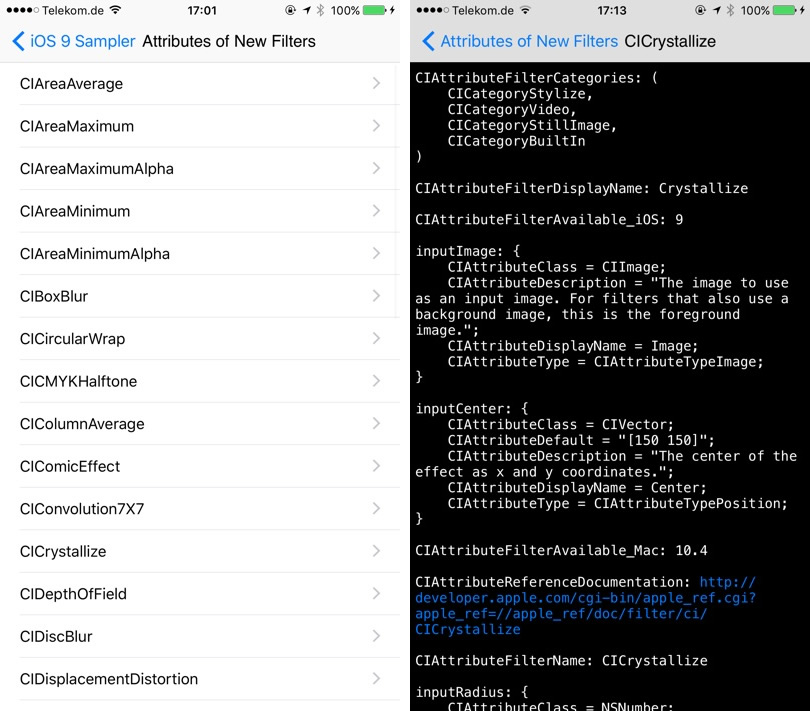 Telekom.de 17:01 100%
iOS 9 Sampler Attributes of New Filters
CIAreaAverage
CIAreaMaximum
CIAreaMaximumAlpha
CIAreaMinimum
CIAreaMinimumAlpha
CIBoxBlur
CICircularWrap
CICMYKHalftone
CIColumnAverage
CIComicEffect
CIConvolution7X7
CICrystallize
CIDepthOfField
CIDiscBlur
CIDisplacementDistortion
Telekom.de 17:13 100%
Attributes of New Filters CICrystallize
CIAttributeFilterCategories: (
CICategoryStylize,
CICategoryVideo,
CICategoryStillImage,
CICategoryBuiltIn
)
CIAttributeFilterDisplayName: Crystallize
CIAttributeFilterAvailable_iOS: 9
inputImage: {
CIAttributeClass = CIImage;
CIAttributeDescription = "The image to use
as an input image. For filters that also use a
background image, this is the foreground
image.";
CIAttributeDisplayName = Image;
CIAttributeType = CIAttributeTypeImage;
}
inputCenter: {
CIAttributeClass = CIVector;
CIAttributeDefault = "[150 150]";
CIAttributeDescription = "The center of the
effect as x and y coordinates.";
CIAttributeDisplayName = Center;
CIAttributeType = CIAttributeTypePosition;
}
CIAttributeFilterAvailable_Mac: 10.4
CIAttributeReferenceDocumentation: http://
developer.apple.com/cgi-bin/apple_ref.cgi?
apple_ref=//apple_ref/doc/filter/ci/
CICrystallize
CIAttributeFilterName: CICrystallize
inputRadius: {
CIAttributeClass = NSNumber;